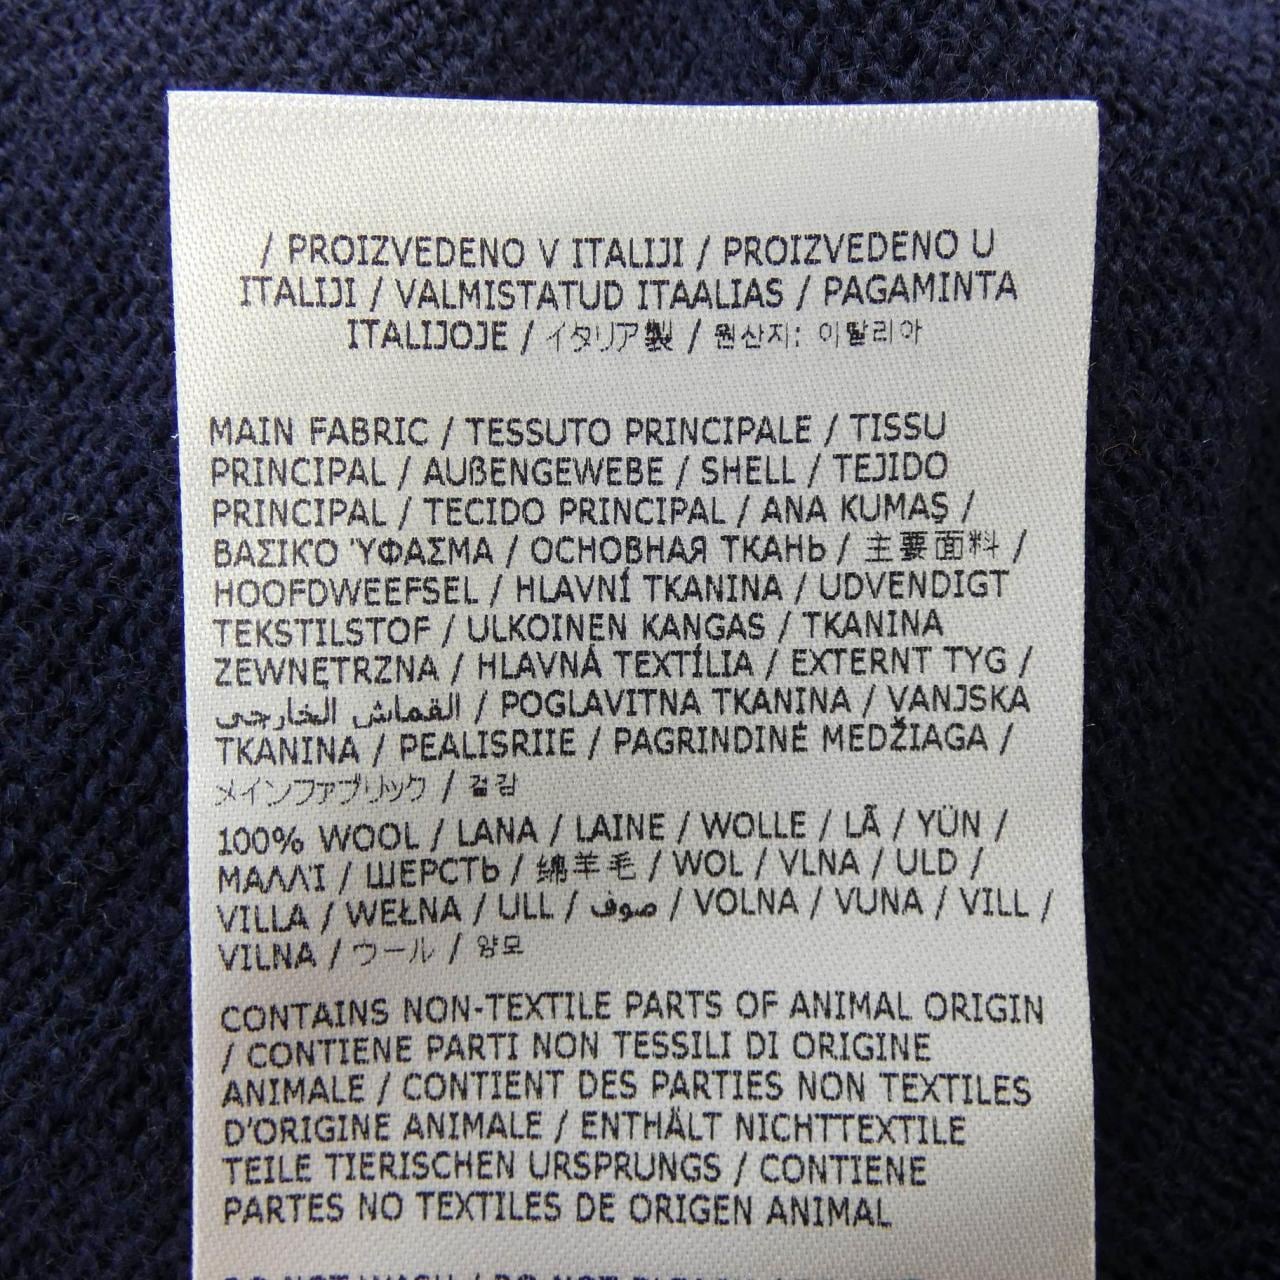 / PROIZVEDENO V ITALIJI / PROIZVEDENO U
ITALIJI / VALMISTATUD ITAALIAS / PAGAMINTA
ITALIJOJE / イタリア製 / 원산지: 이탈리아
MAIN FABRIC / TESSUTO PRINCIPALE / TISSU
PRINCIPAL / AUßENGEWEBE / SHELL / TEJIDO
PRINCIPAL / TECIDO PRINCIPAL / ANA KUMAŞ /
ΒΑΣΙΚΌ ΎΦΑΣΜΑ / ОСНОВНАЯ ТКАНЬ / 主要面料 /
HOOFDWEEFSEL / HLAVNÍ TKANINA / UDVENDIGT
TEKSTILSTOF / ULKOINEN KANGAS / TKANINA
ZEWNĘTRZNA / HLAVNÁ TEXTÍLIA / EXTERNT TYG /
القماش الخارجي / POGLAVITNA TKANINA / VANJSKA
TKANINA / PEALISRIIE / PAGRINDINĖ MEDŽIAGA /
メインファブリック / 겉감
100% WOOL / LANA / LAINE / WOLLE / LÃ / YÜN /
ΜΑΛΛΊ / ШЕРСТЬ / 绵羊毛 / WOL / VLNA / ULD /
VILLA / WEŁNA / ULL / صوف / VOLNA / VUNA / VILL /
VILNA / ウール / 양모
CONTAINS NON-TEXTILE PARTS OF ANIMAL ORIGIN
/ CONTIENE PARTI NON TESSILI DI ORIGINE
ANIMALE / CONTIENT DES PARTIES NON TEXTILES
D'ORIGINE ANIMALE / ENTHÄLT NICHTTEXTILE
TEILE TIERISCHEN URSPRUNGS / CONTIENE
PARTES NO TEXTILES DE ORIGEN ANIMAL